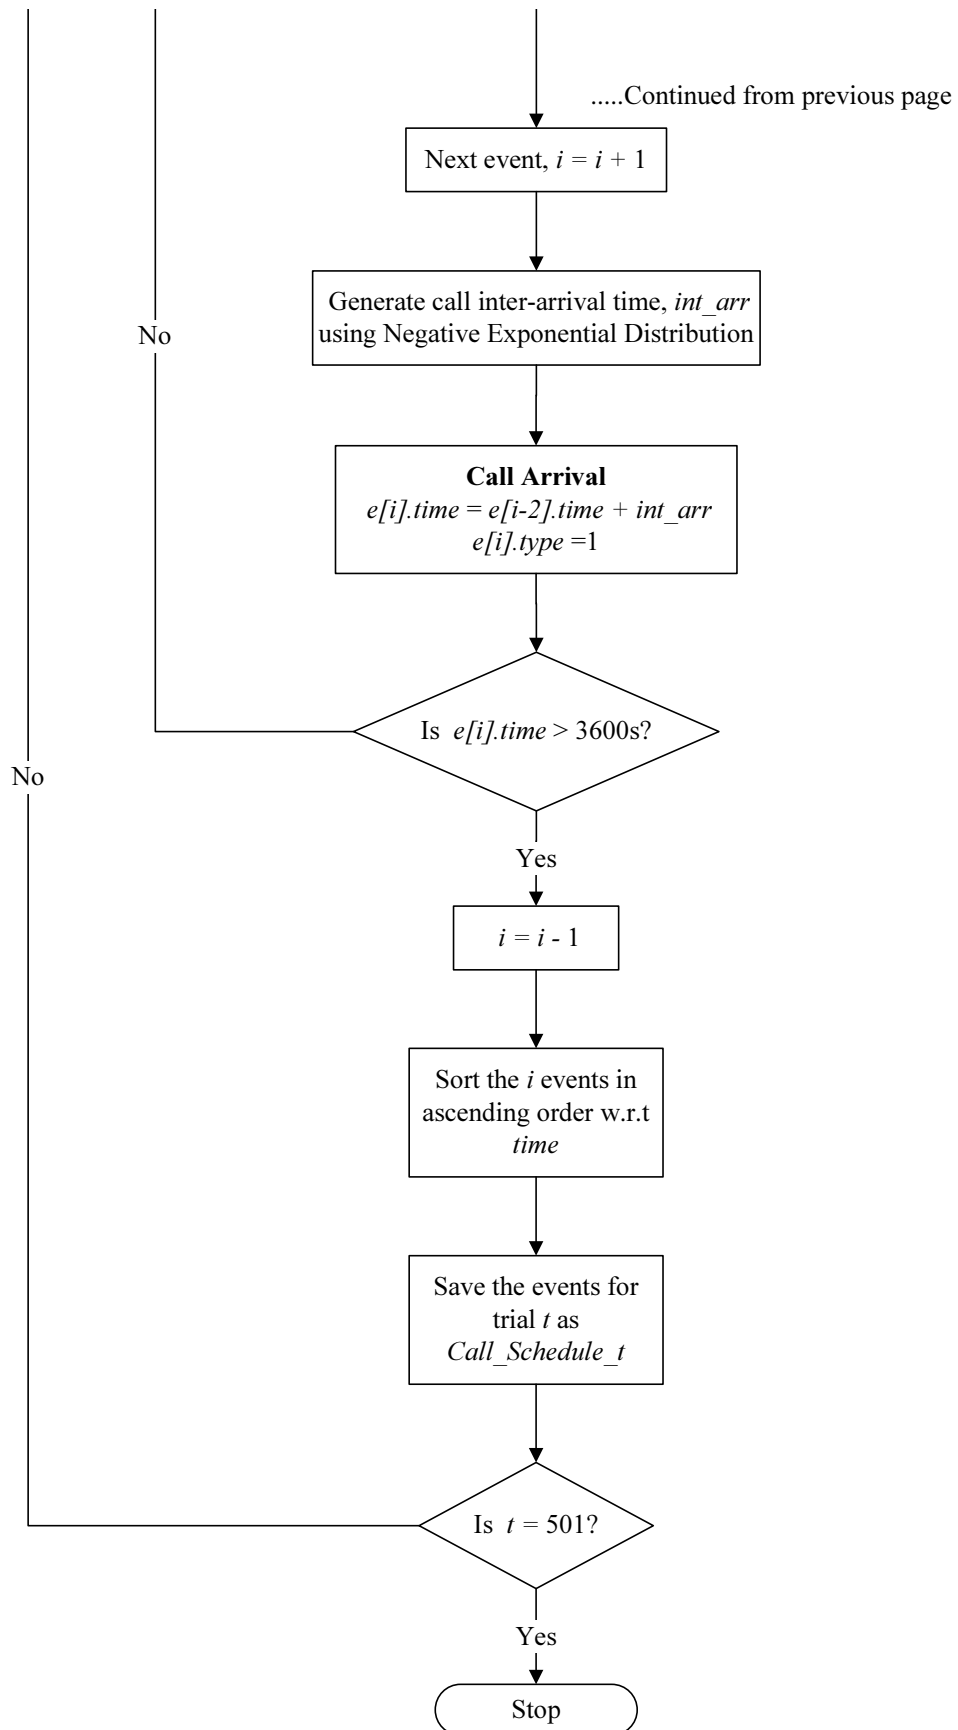 .....Continued from previous page
Next event, i = i + 1
Generate call inter-arrival time, int_arr
using Negative Exponential Distribution
No
Call Arrival
e[i].time = e[i-2].time + int_arr
e[i].type =1
Is e[i].time > 3600s?
No
Yes
i = i - 1
Sort the i events in
ascending order w.r.t
time
Save the events for
trial t as
Call_Schedule_t
Is t = 501?
Yes
Stop